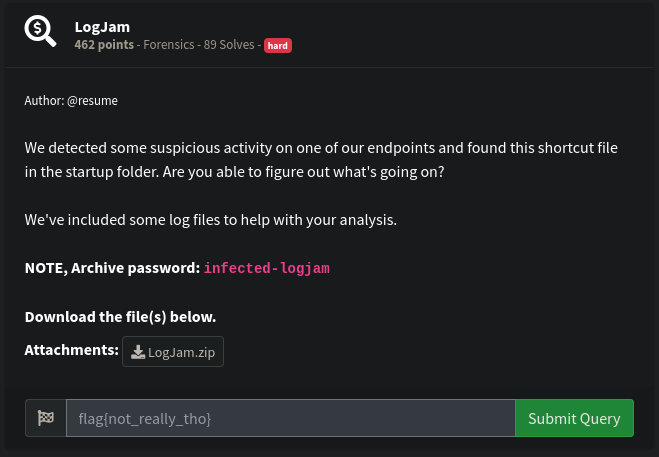 LogJam
462 points - Forensics - 89 Solves - hard
Author: @resume
We detected some suspicious activity on one of our endpoints and found this shortcut file
in the startup folder. Are you able to figure out what's going on?
We've included some log files to help with your analysis.
NOTE, Archive password: infected-logjam
Download the file(s) below.
Attachments: LogJam.zip
flag{not_really_tho} Submit Query